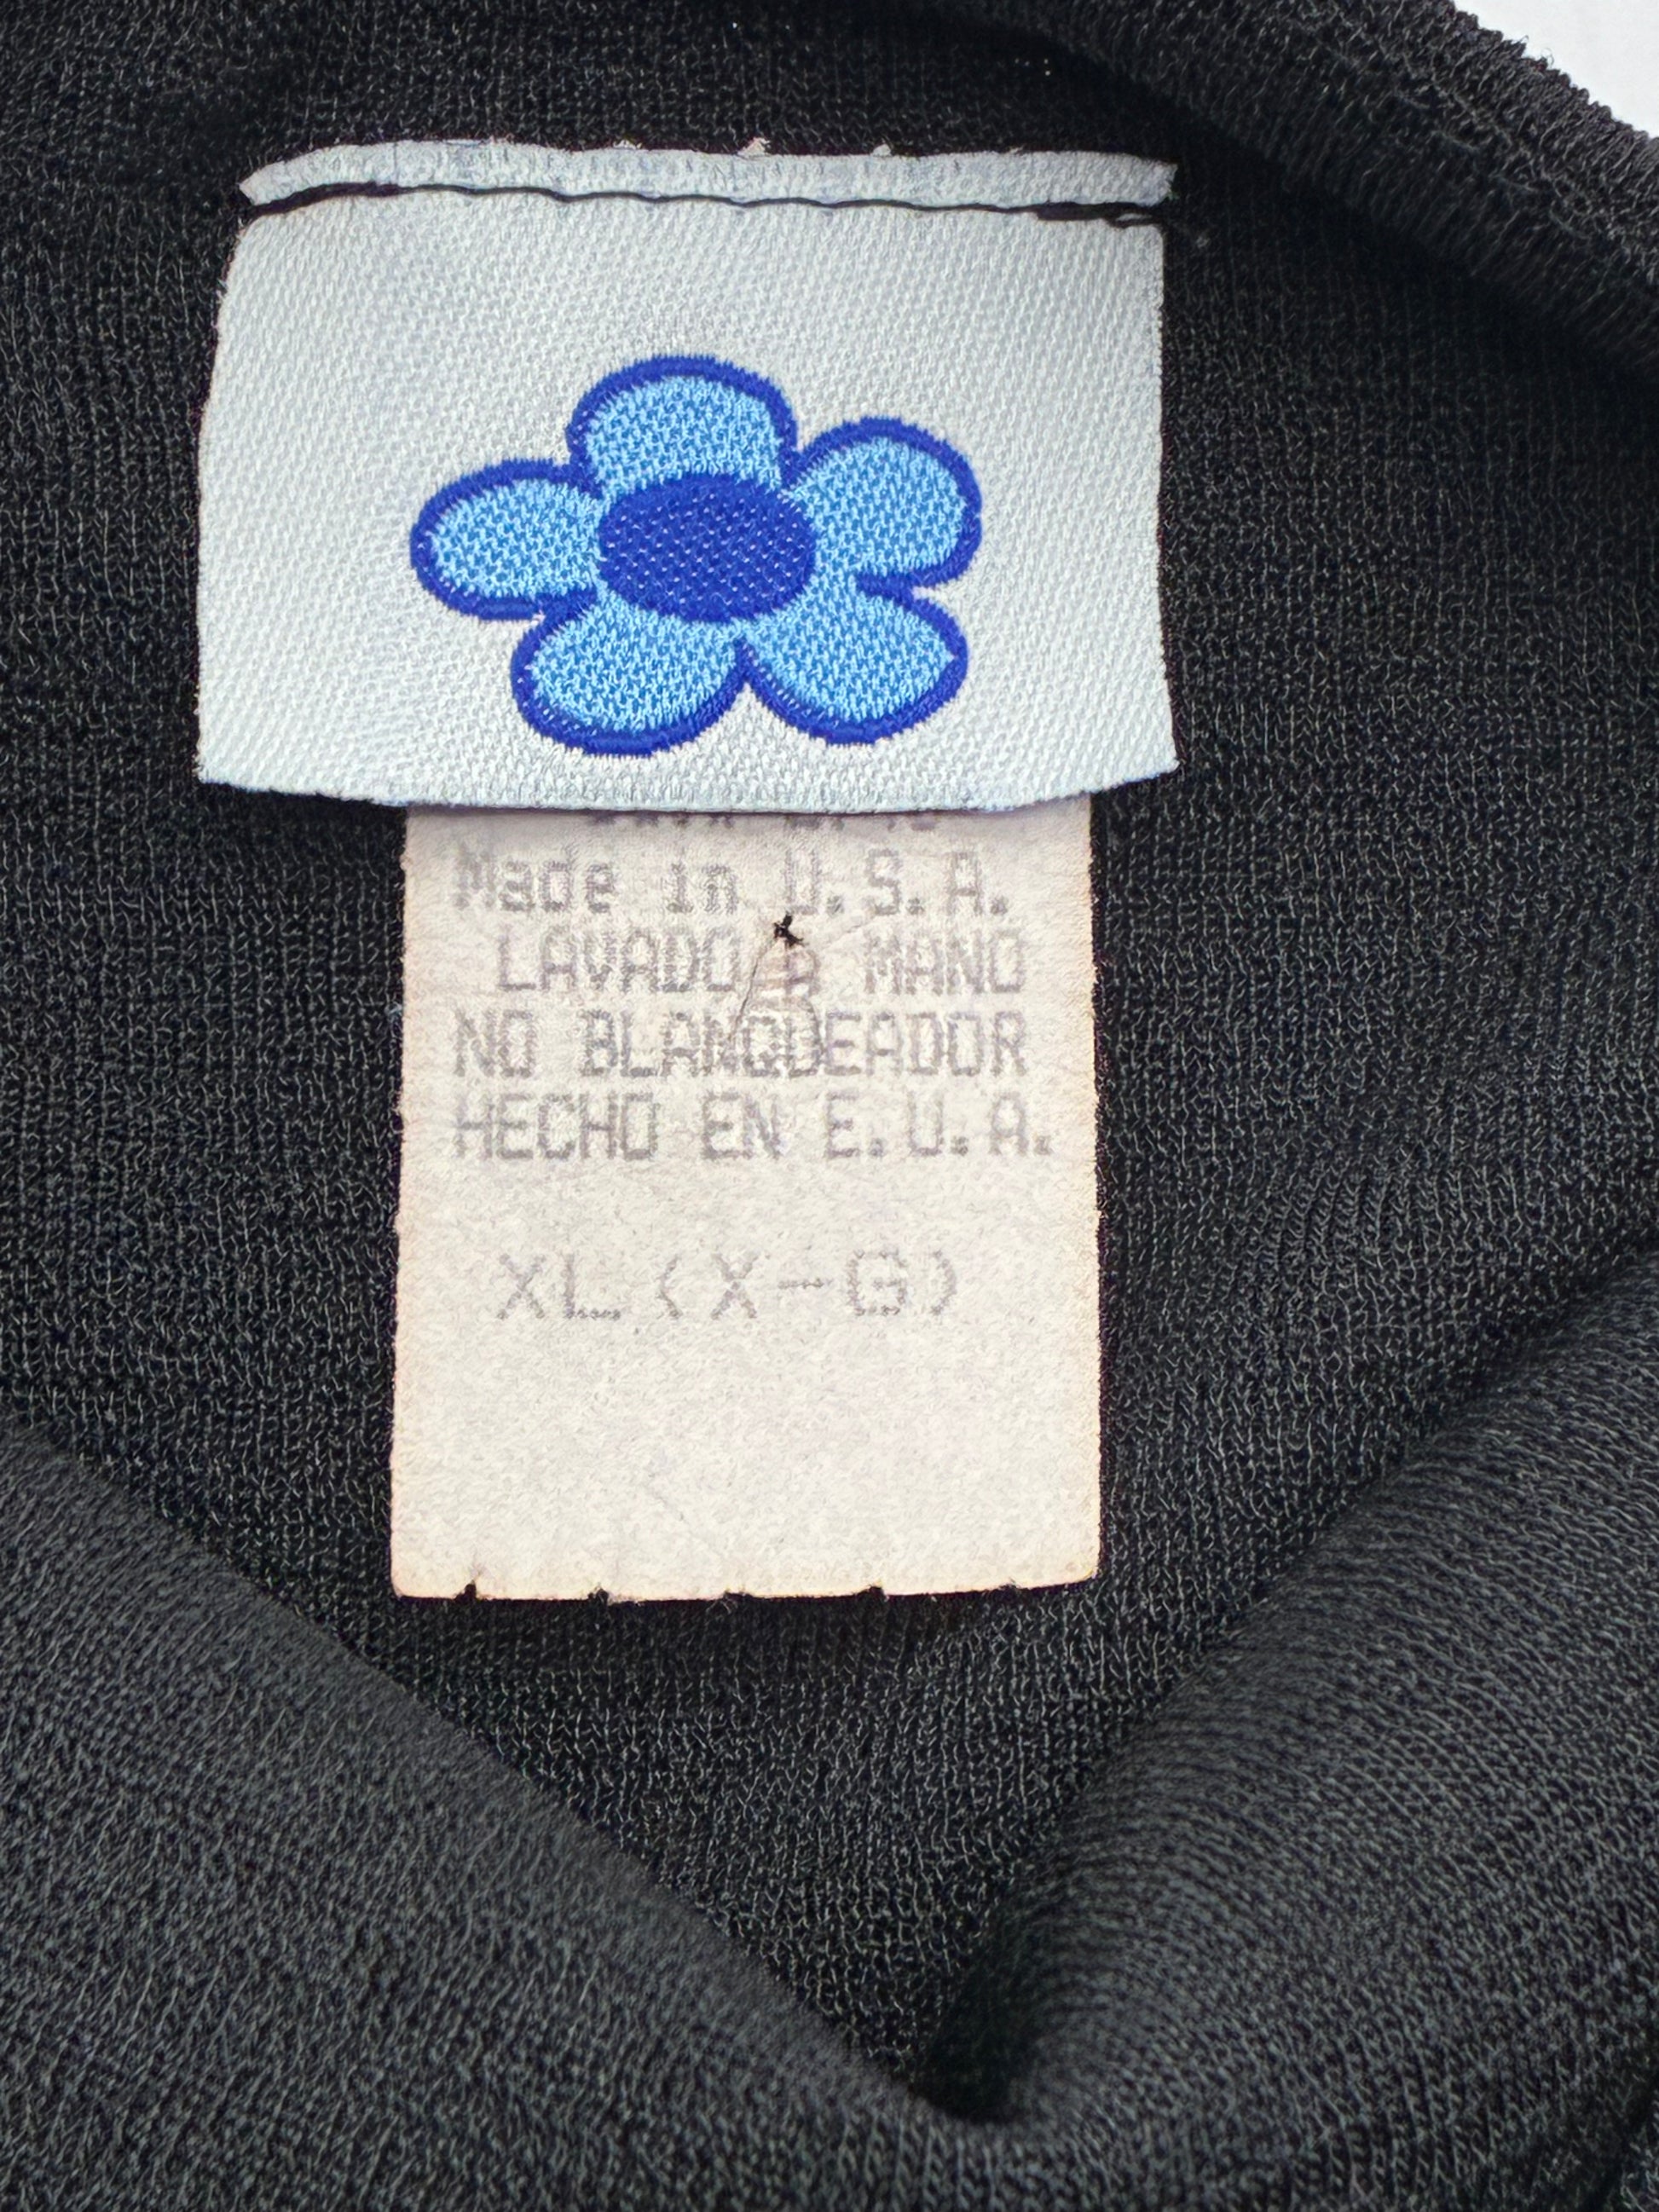 Made in U.S.A.
LAVADO A MANO
NO BLANQUEADOR
HECHO EN E.U.A.
XL (X-G)